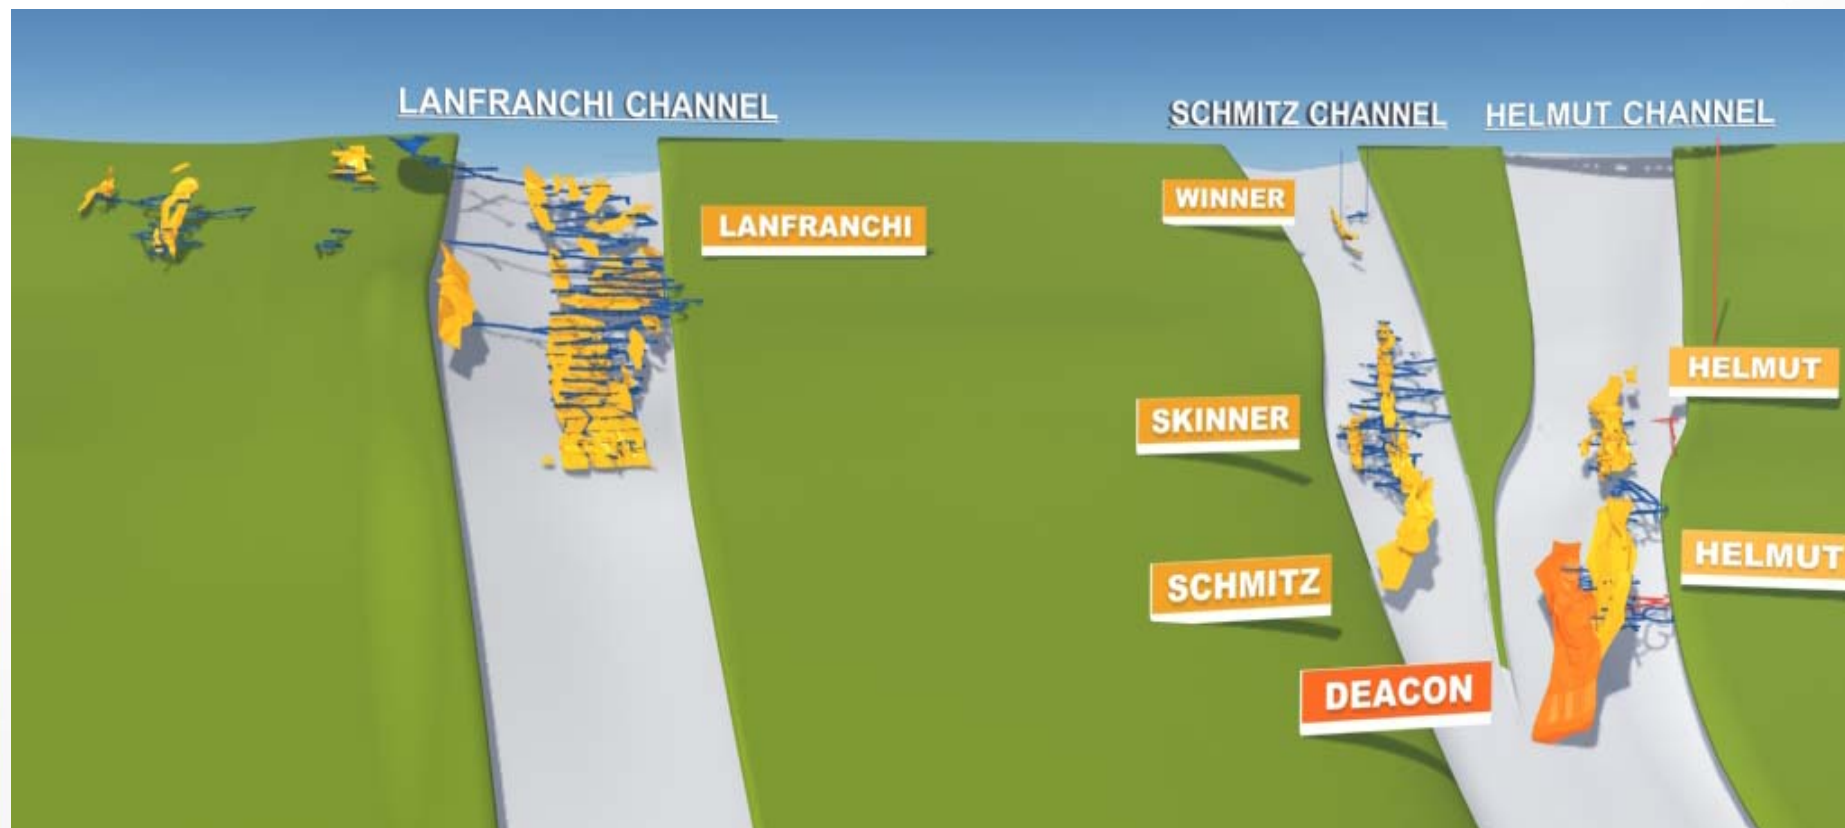 LANFRANCHI CHANNEL
SCHMITZ CHANNEL
HELMUT CHANNEL
WINNER
LANFRANCHI
HELMUT
SKINNER
HELMUT
SCHMITZ
DEACON